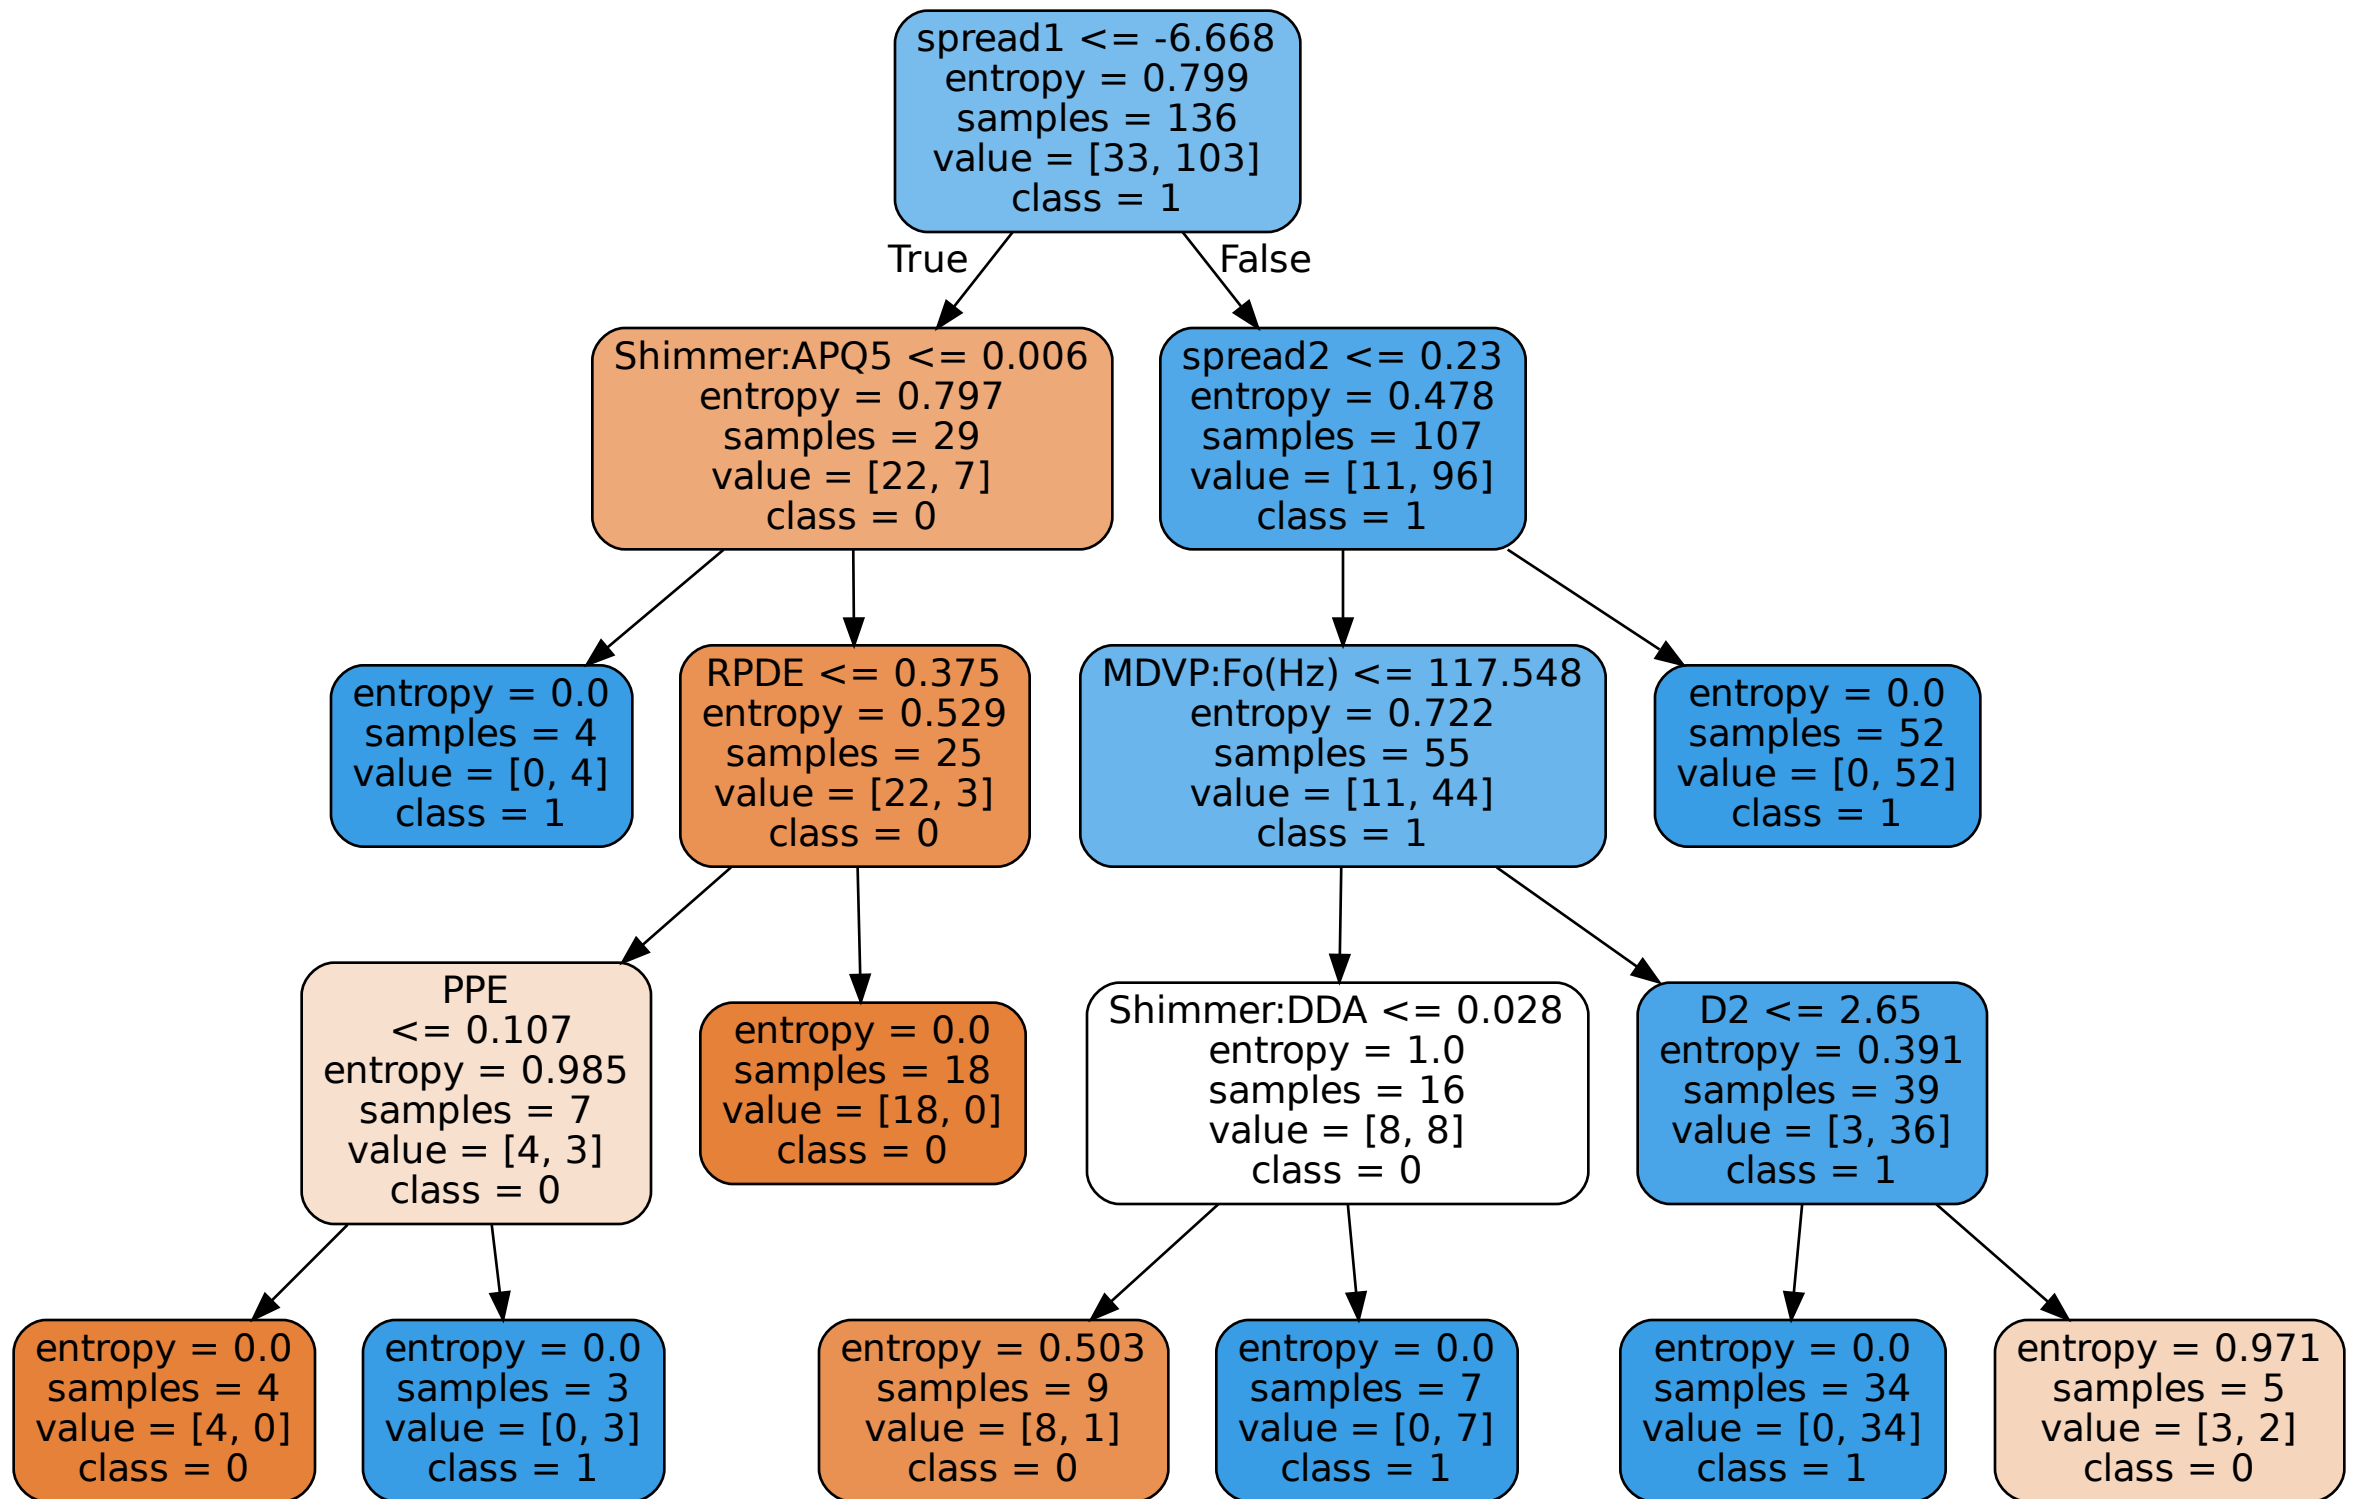 spread1 <= -6.668
entropy = 0.799
samples = 136
value = [33, 103]
class = 1
True
False
Shimmer:APQ5 <= 0.006
entropy = 0.797
samples = 29
value = [22, 7]
class = 0
spread2 <= 0.23
entropy = 0.478
samples = 107
value = [11, 96]
class = 1
entropy = 0.0
samples = 4
value = [0, 4]
class = 1
RPDE <= 0.375
entropy = 0.529
samples = 25
value = [22, 3]
class = 0
MDVP:Fo(Hz) <= 117.548
entropy = 0.722
samples = 55
value = [11, 44]
class = 1
entropy = 0.0
samples = 52
value = [0, 52]
class = 1
PPE
<= 0.107
entropy = 0.985
samples = 7
value = [4, 3]
class = 0
entropy = 0.0
samples = 18
value = [18, 0]
class = 0
Shimmer:DDA <= 0.028
entropy = 1.0
samples = 16
value = [8, 8]
class = 0
D2 <= 2.65
entropy = 0.391
samples = 39
value = [3, 36]
class = 1
entropy = 0.0
samples = 4
value = [4, 0]
class = 0
entropy = 0.0
samples = 3
value = [0, 3]
class = 1
entropy = 0.503
samples = 9
value = [8, 1]
class = 0
entropy = 0.0
samples = 7
value = [0, 7]
class = 1
entropy = 0.0
samples = 34
value = [0, 34]
class = 1
entropy = 0.971
samples = 5
value = [3, 2]
class = 0